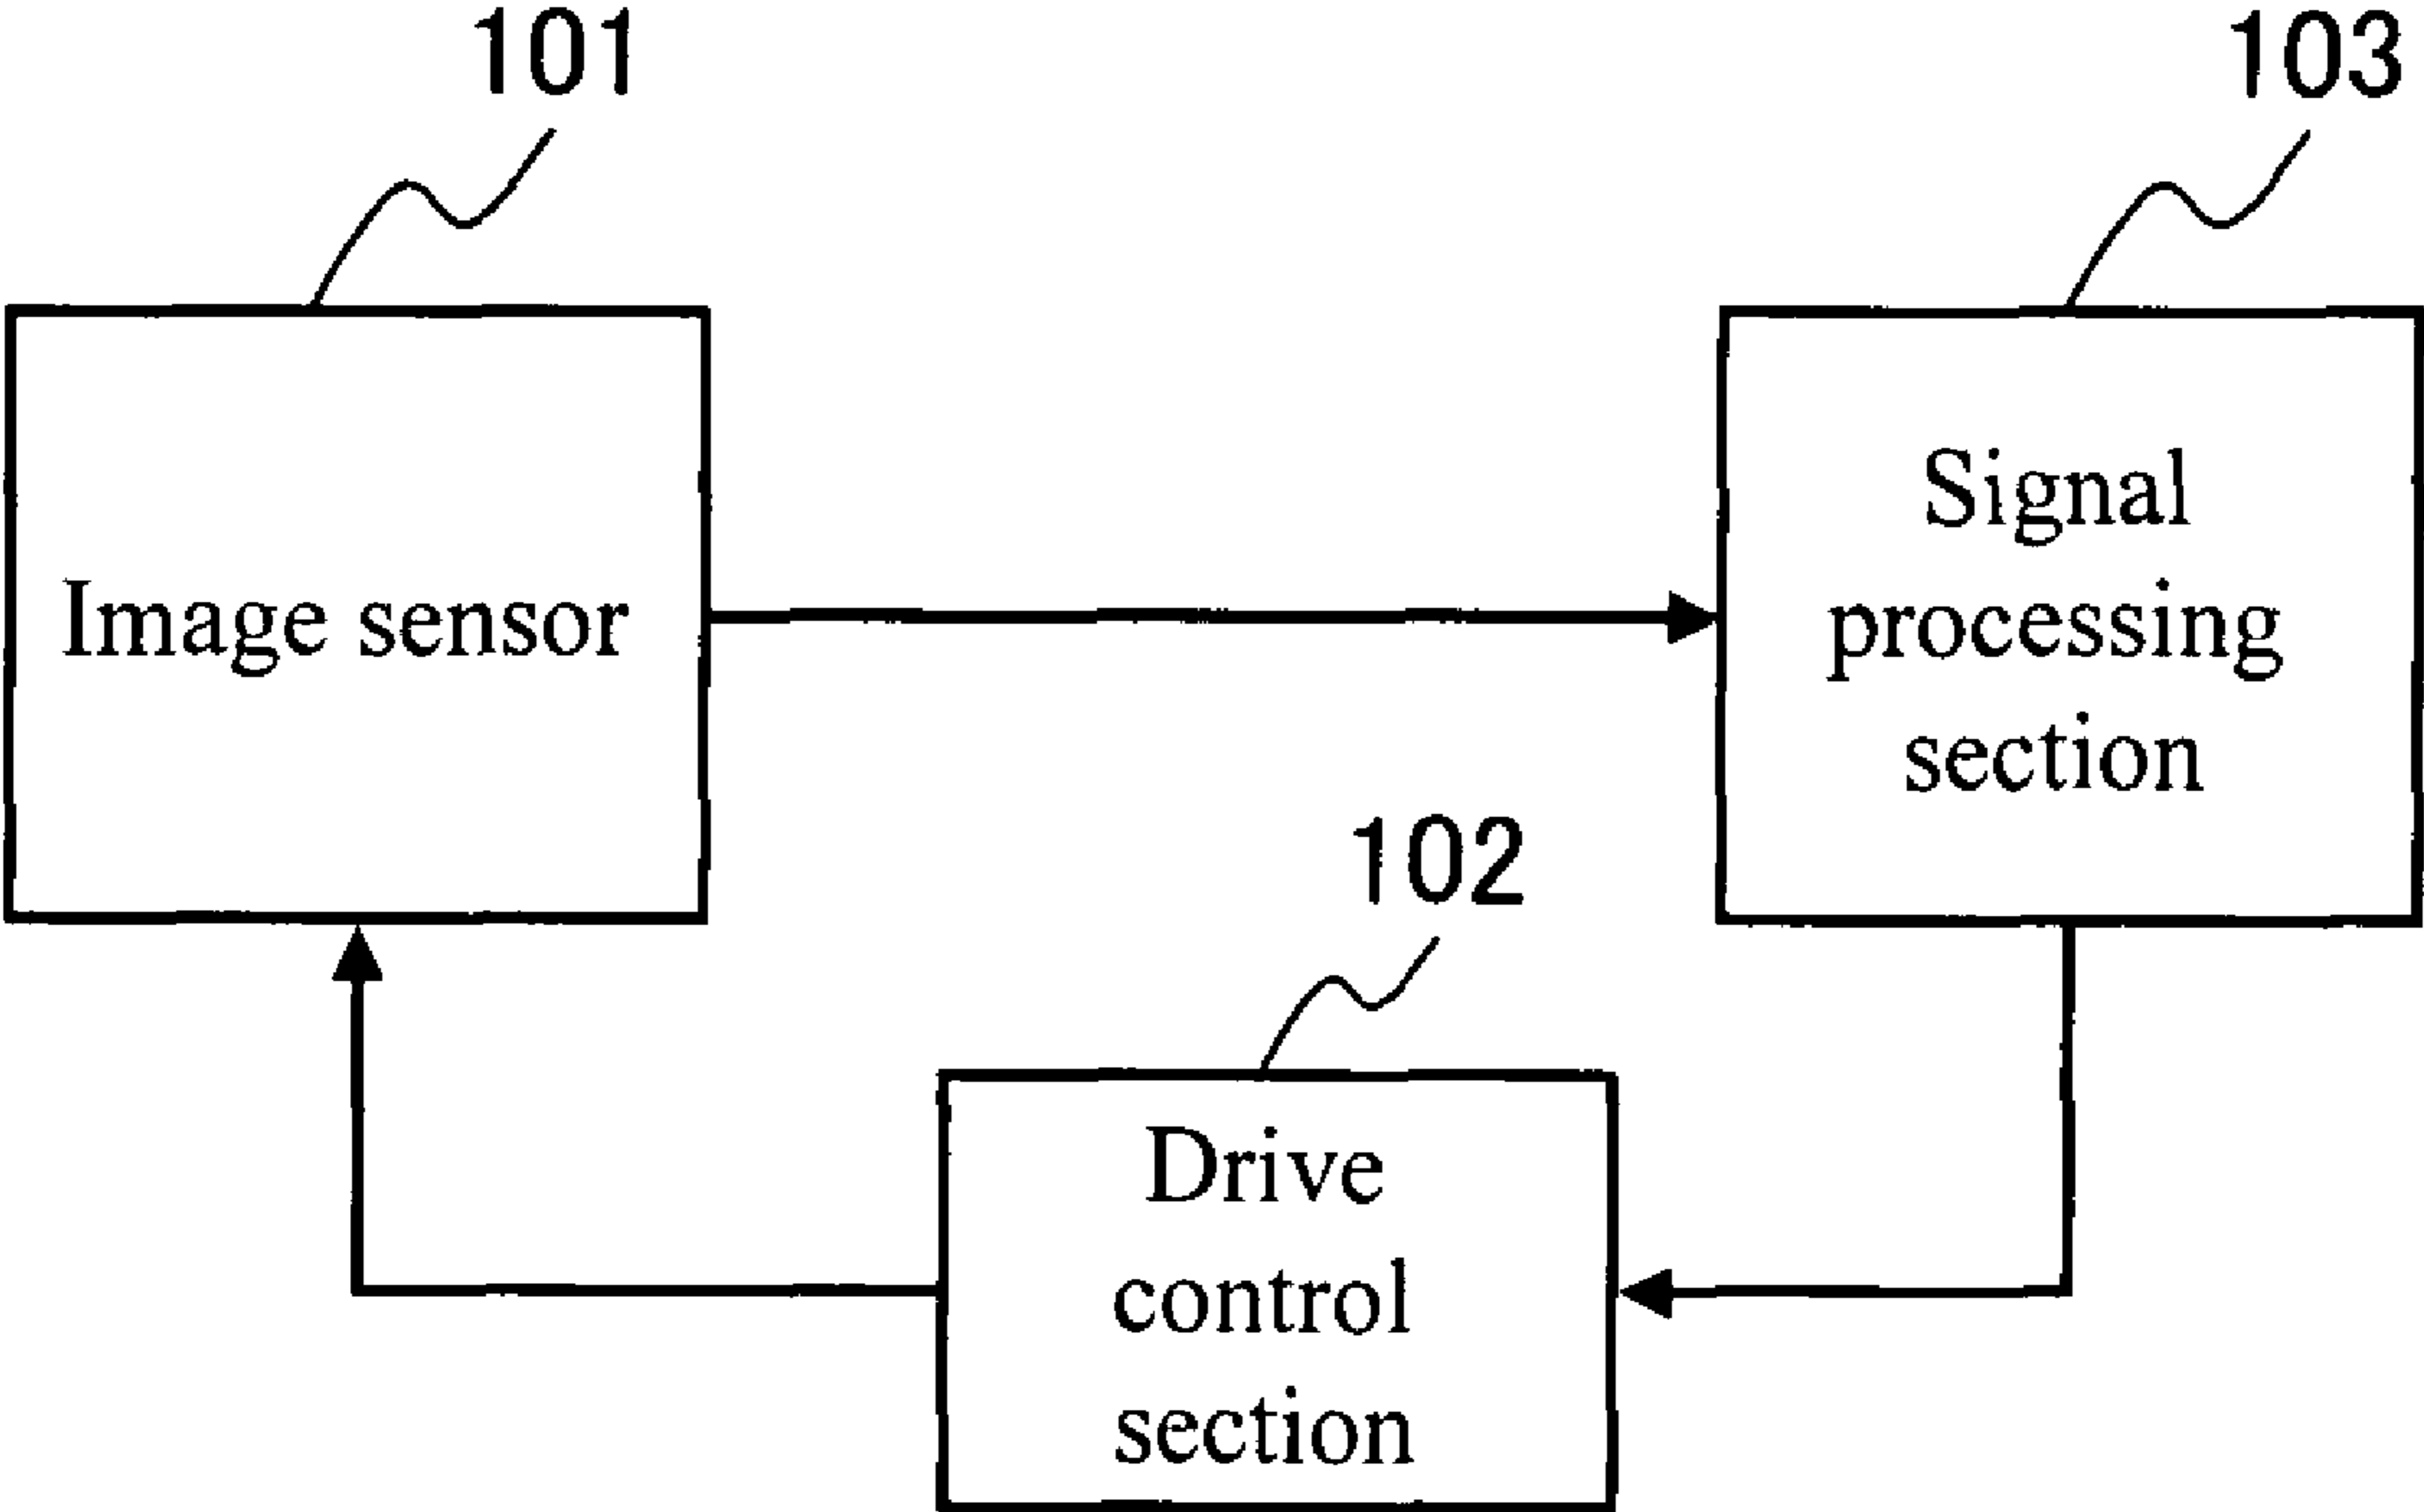 101
103
Image sensor
Signal
processing
section
102
Drive
control
section